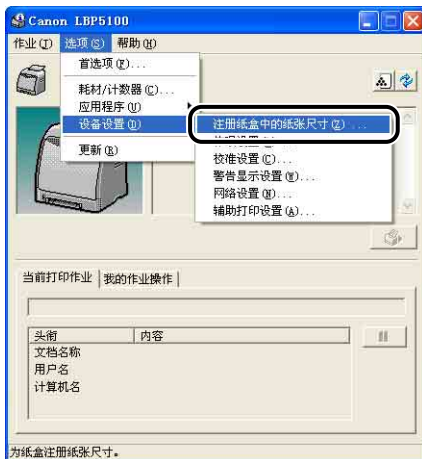 Canon LBP5100
作业(J) 选项(S) 帮助(H)
首选项(P)...
耗材/计数器(C)...
应用程序(U)
设备设置(D)
更新(R)
注册纸盒中的纸张尺寸(Z)...
校准设置(C)...
警告显示设置(W)...
网络设置(N)...
辅助打印设置(A)...
当前打印作业 我的作业操作
头衔 内容
文档名称
用户名
计算机名
为纸盒注册纸张尺寸。